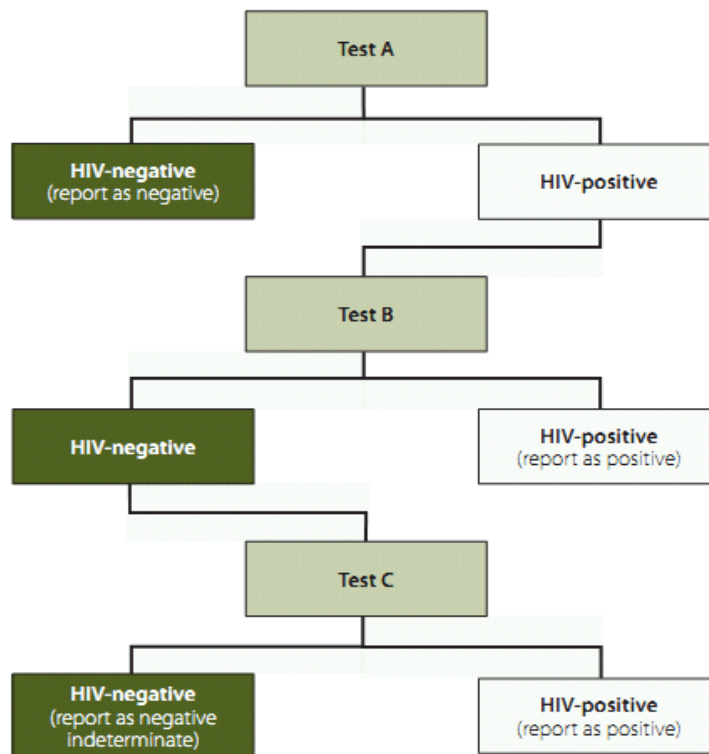 Test A
HIV-negative
(report as negative)
HIV-positive
Test B
HIV-negative
HIV-positive
(report as positive)
Test C
HIV-negative
(report as negative
indeterminate)
HIV-positive
(report as positive)